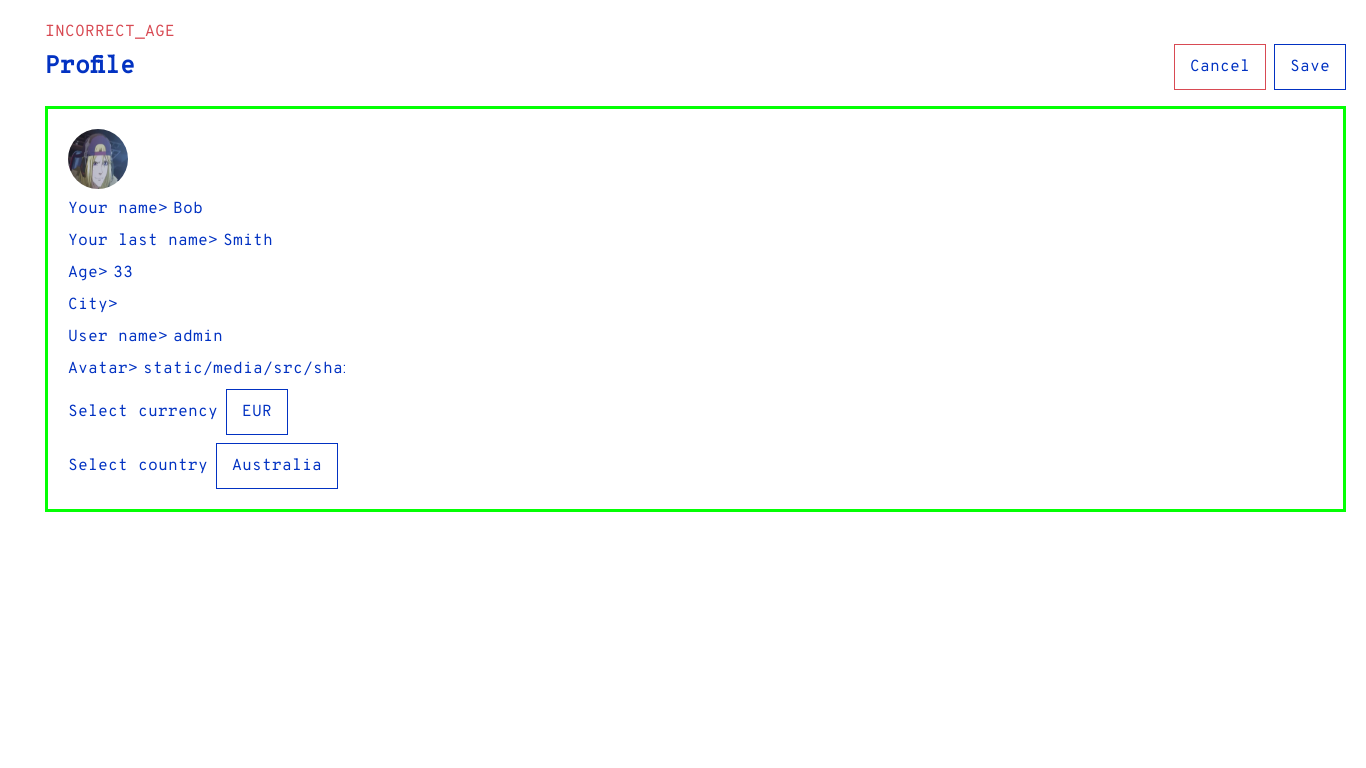 INCORRECT_AGE
Profile
Cancel
Save
Your name> Bob
Your last name> Smith
Age> 33
City>
User name> admin
Avatar> static/media/src/sha
Select currency EUR
Select country Australia